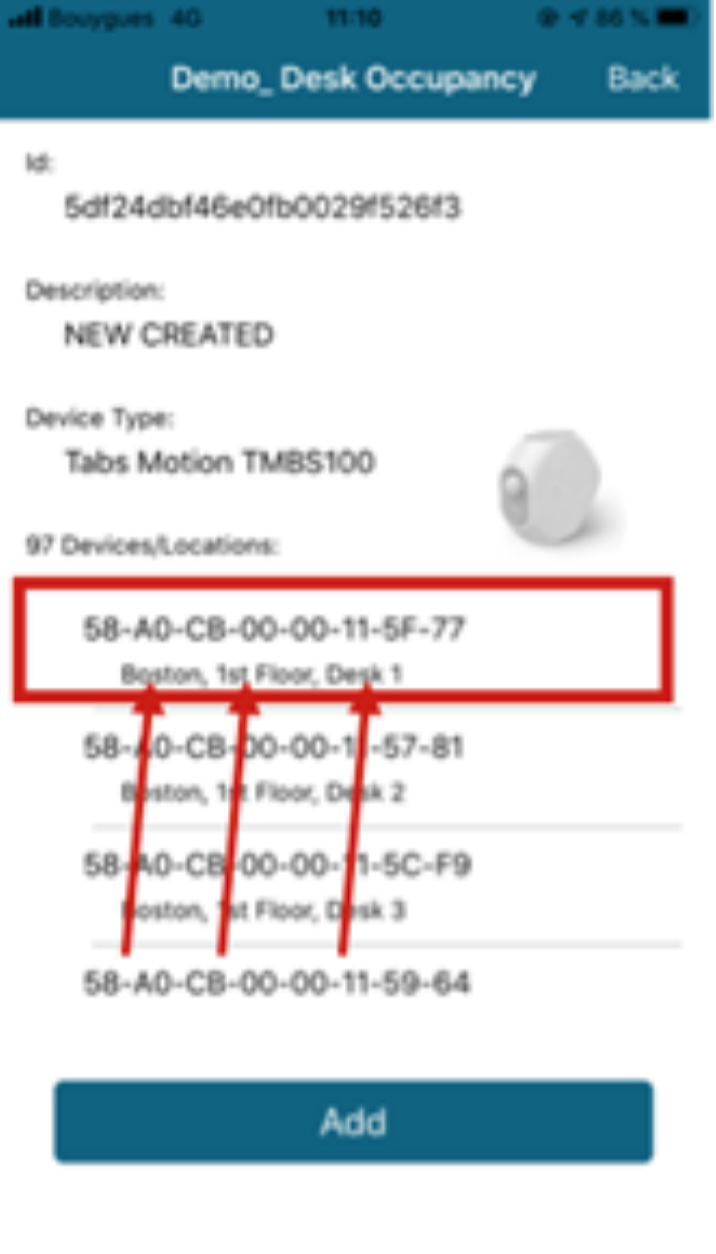 Bouygues 4G 11:10 86 %
Demo_ Desk Occupancy Back
Id:
5df24dbf46e0fb0029f526f3
Description:
NEW CREATED
Device Type:
Tabs Motion TMBS100
97 Devices/Locations:
58-A0-CB-00-00-11-5F-77
Boston, 1st Floor, Desk 1
58-A0-CB-00-00-11-57-81
Boston, 1st Floor, Desk 2
58-A0-CB-00-00-11-5C-F9
Boston, 1st Floor, Desk 3
58-A0-CB-00-00-11-59-64
Add